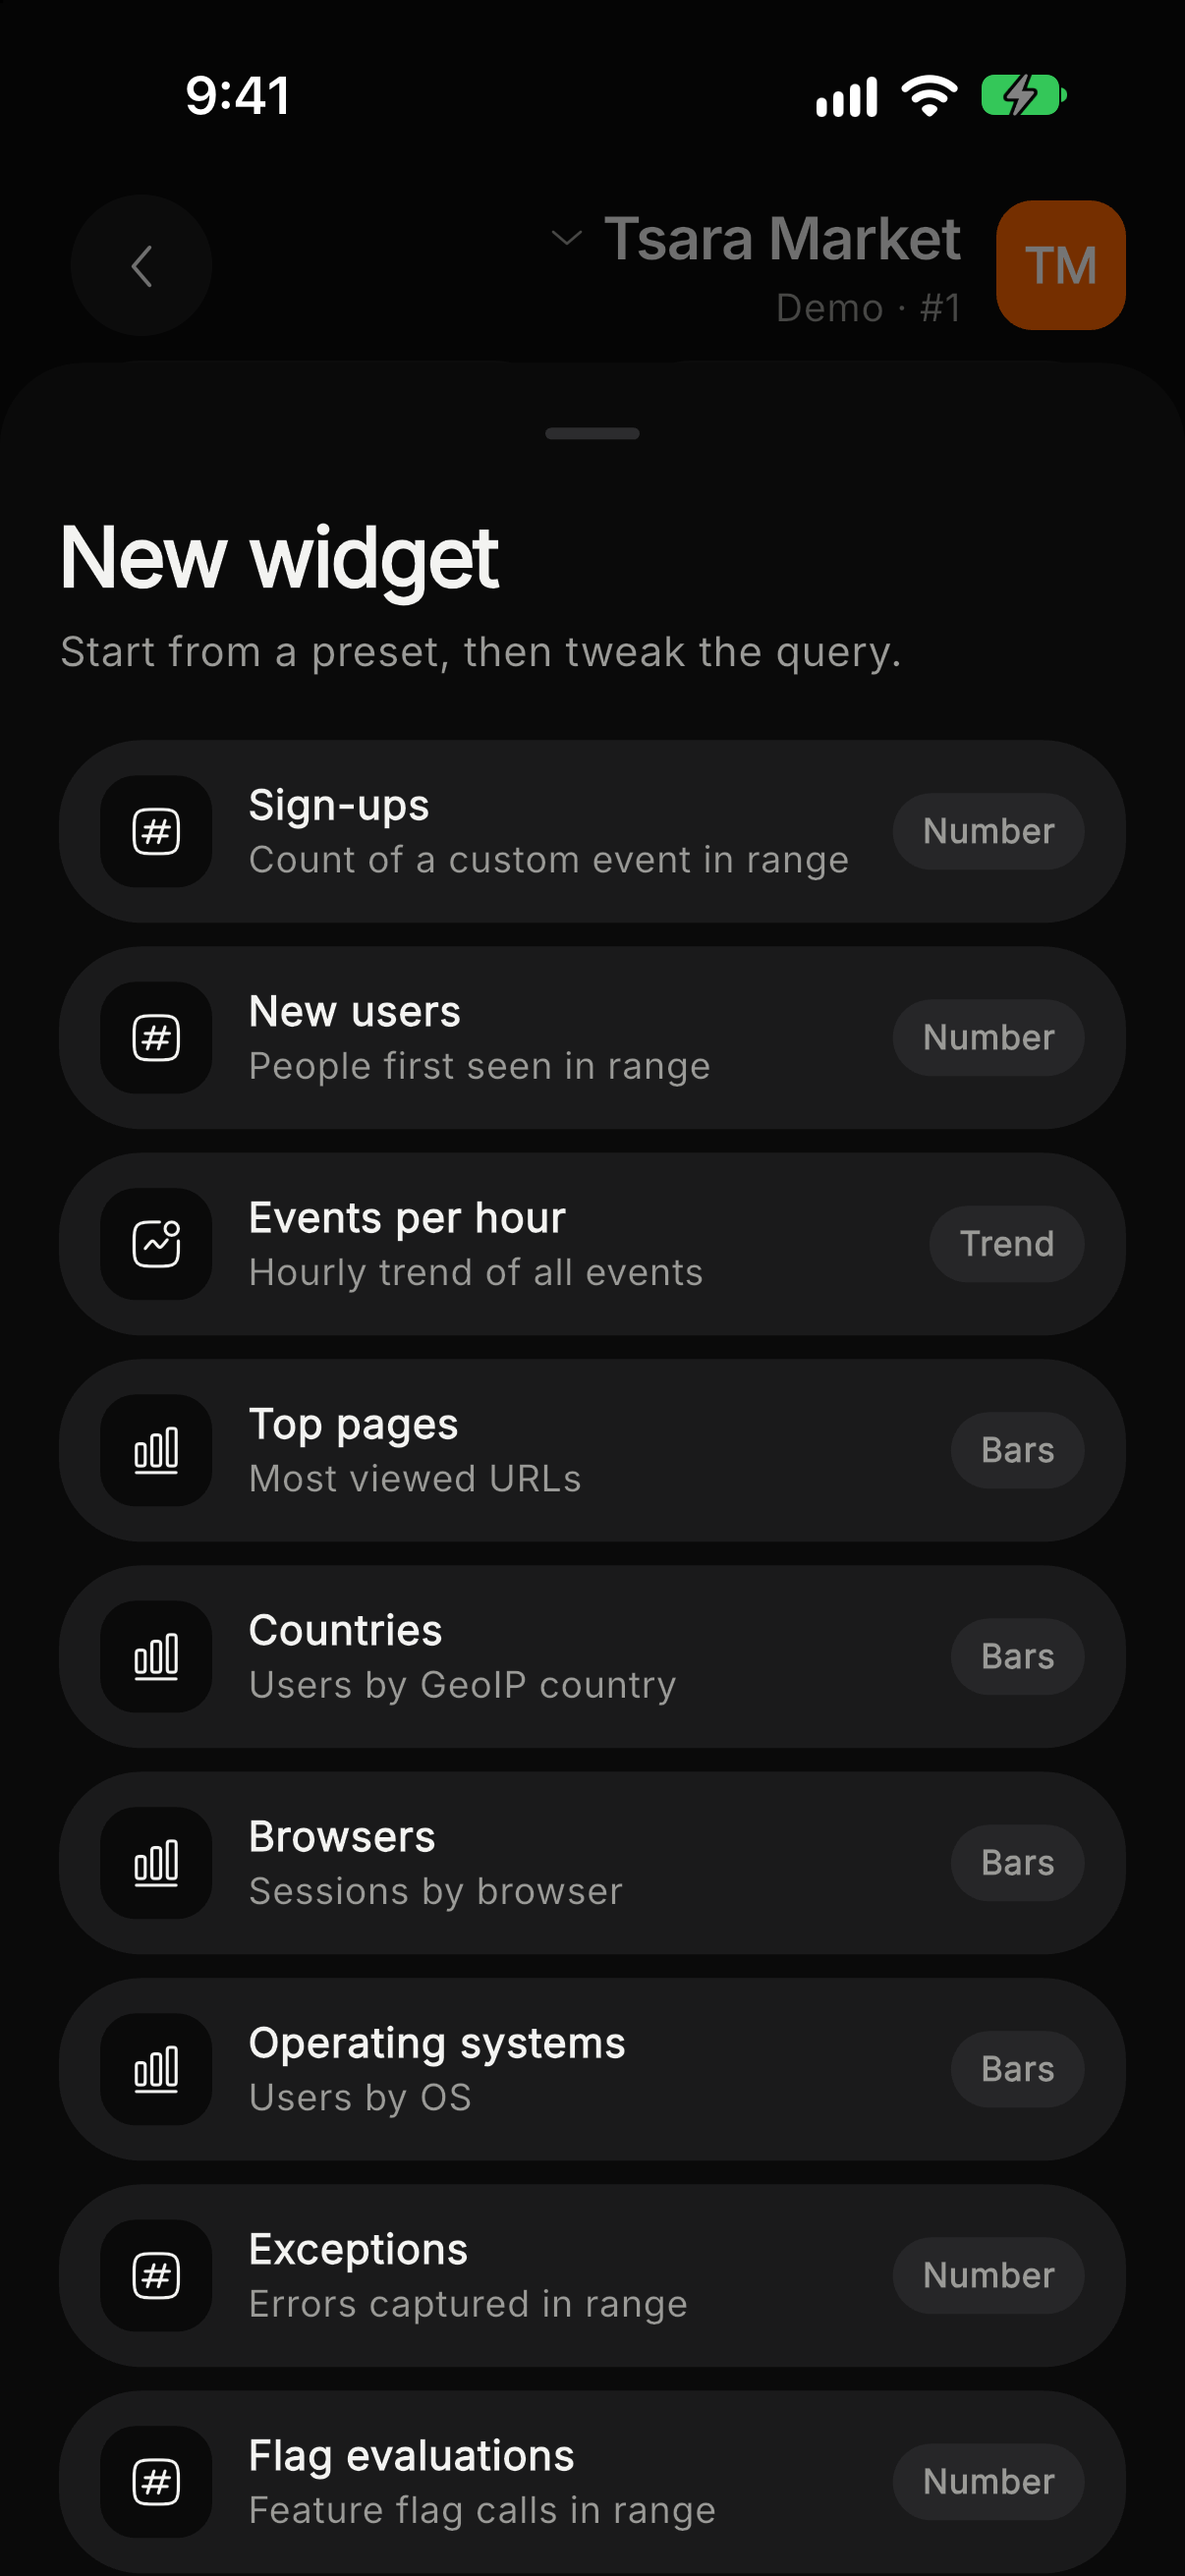 9:41
Tsara Market
TM
Demo · #1
New widget
Start from a preset, then tweak the query.
Sign-ups
Count of a custom event in range
Number
New users
People first seen in range
Number
Events per hour
Hourly trend of all events
Trend
Top pages
Most viewed URLs
Bars
Countries
Users by GeoIP country
Bars
Browsers
Sessions by browser
Bars
Operating systems
Users by OS
Bars
Exceptions
Errors captured in range
Number
Flag evaluations
Feature flag calls in range
Number